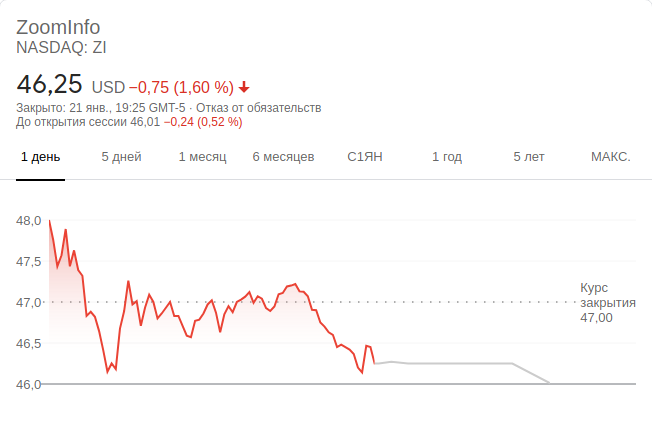 ZoomInfo
NASDAQ: ZI
46,25 USD −0,75 (1,60 %)
Закрыто: 21 янв., 19:25 GMT-5 · Отказ от обязательств
До открытия сессии 46,01 −0,24 (0,52 %)
1 день 5 дней 1 месяц 6 месяцев С1ЯН 1 год 5 лет МАКС.
48,0
47,5
47,0
46,5
46,0
Курс
закрытия
47,00